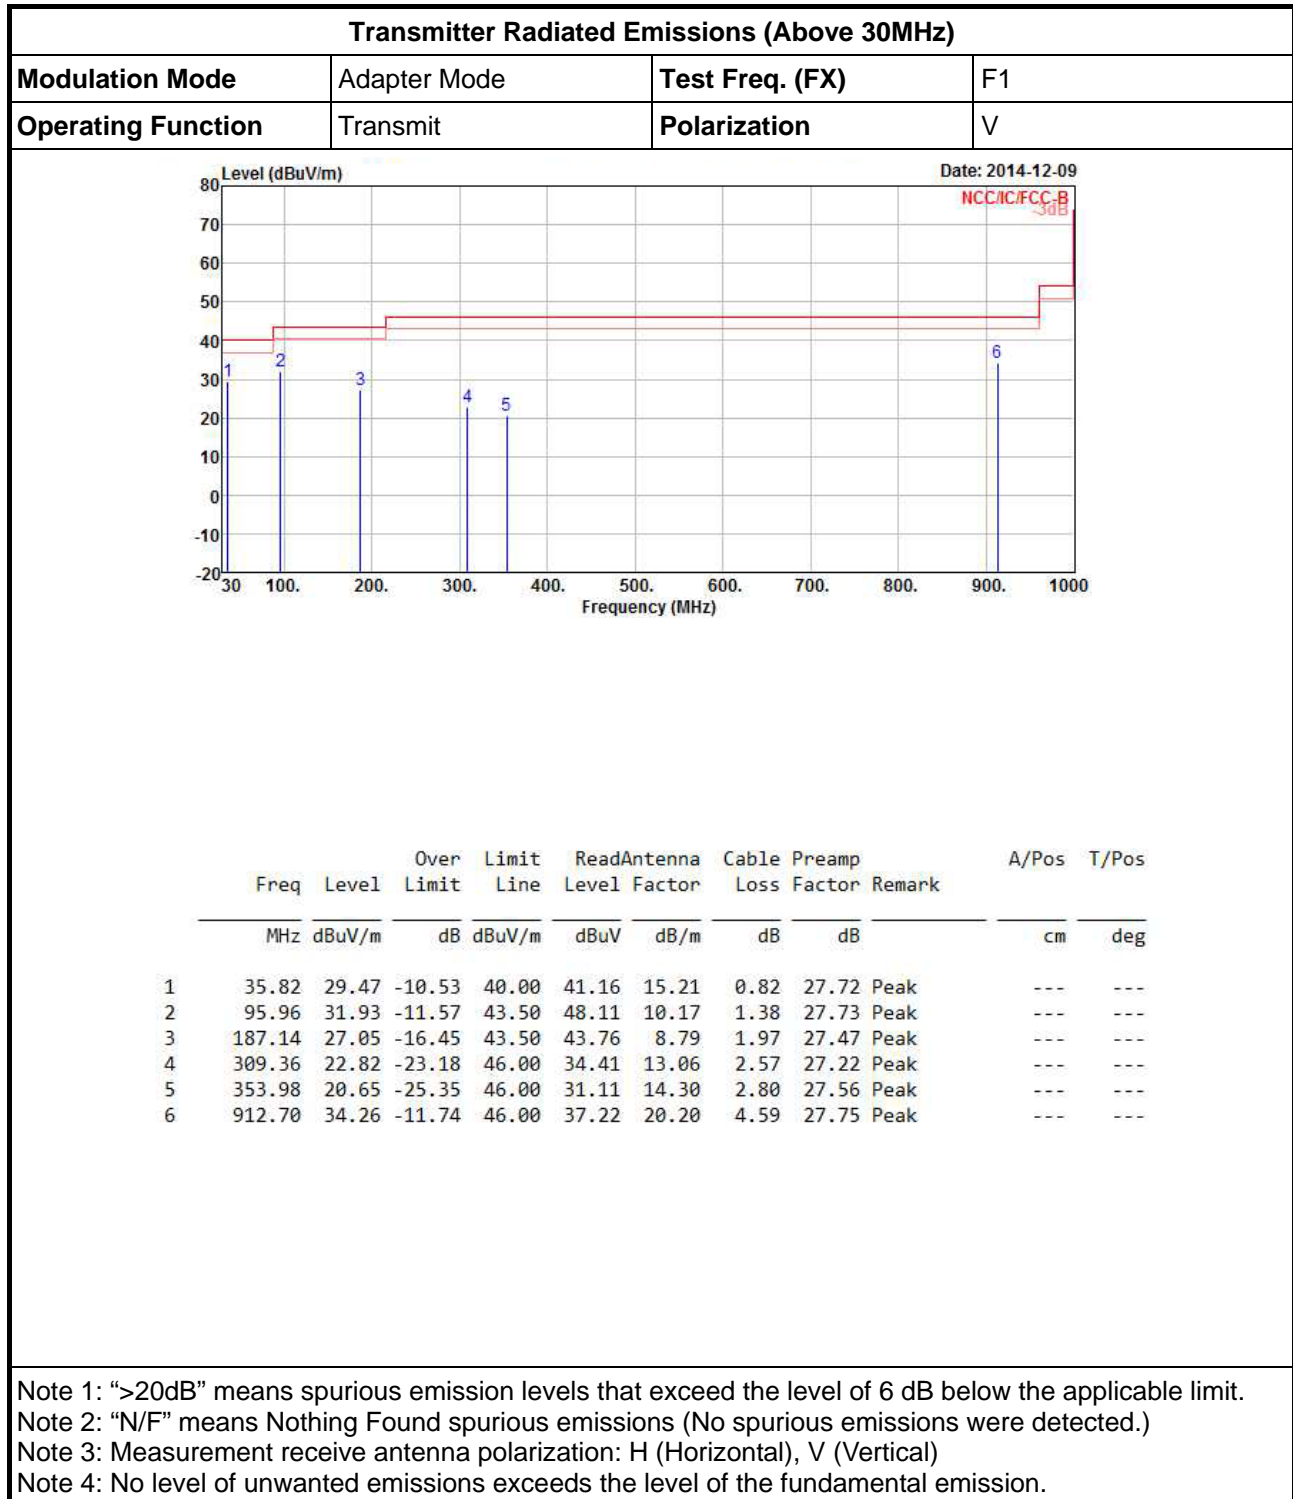 Transmitter Radiated Emissions (Above 30MHz)
Modulation Mode Adapter Mode Test Freq. (FX) F1
Operating Function Transmit Polarization V
Level (dBuV/m) Date: 2014-12-09
80
NCC/IC/FCC-B
-3dB
70
60
50
40
30
20
10
0
-10
-20
1
2
3
4
5
6
30 100. 200. 300. 400. 500. 600. 700. 800. 900. 1000
Frequency (MHz)
Over Limit ReadAntenna Cable Preamp A/Pos T/Pos
Freq Level Limit Line Level Factor Loss Factor Remark
MHz dBuV/m dB dBuV/m dBuV dB/m dB dB cm deg
1 35.82 29.47 -10.53 40.00 41.16 15.21 0.82 27.72 Peak --- ---
2 95.96 31.93 -11.57 43.50 48.11 10.17 1.38 27.73 Peak --- ---
3 187.14 27.05 -16.45 43.50 43.76 8.79 1.97 27.47 Peak --- ---
4 309.36 22.82 -23.18 46.00 34.41 13.06 2.57 27.22 Peak --- ---
5 353.98 20.65 -25.35 46.00 31.11 14.30 2.80 27.56 Peak --- ---
6 912.70 34.26 -11.74 46.00 37.22 20.20 4.59 27.75 Peak --- ---
Note 1: “>20dB” means spurious emission levels that exceed the level of 6 dB below the applicable limit.
Note 2: “N/F” means Nothing Found spurious emissions (No spurious emissions were detected.)
Note 3: Measurement receive antenna polarization: H (Horizontal), V (Vertical)
Note 4: No level of unwanted emissions exceeds the level of the fundamental emission.